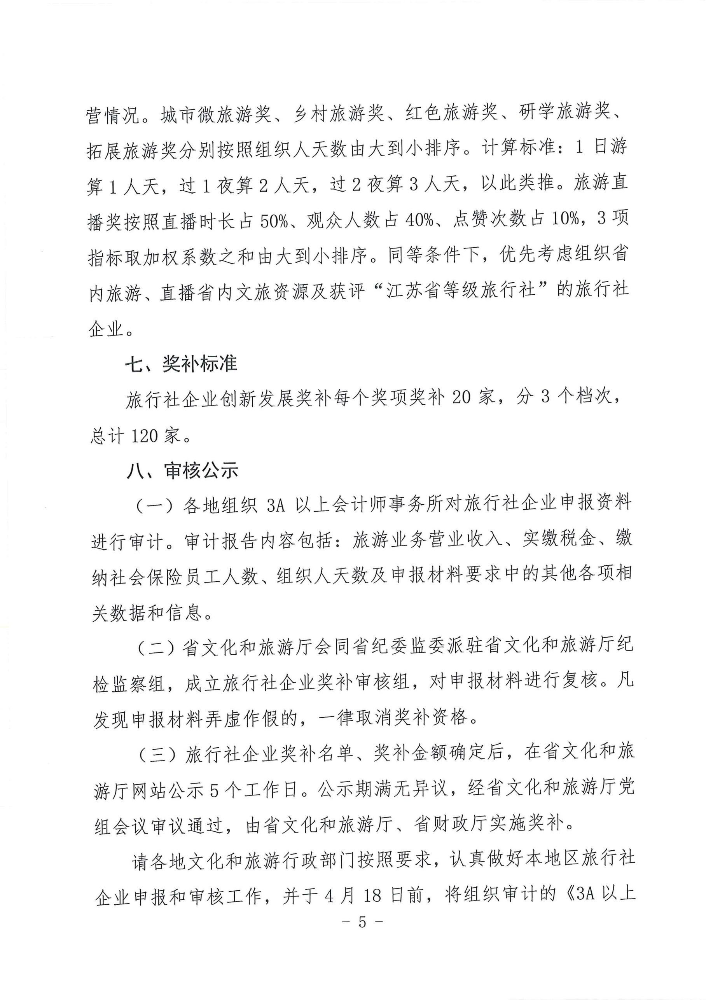 营情况。城市微旅游奖、乡村旅游奖、红色旅游奖、研学旅游奖、
拓展旅游奖分别按照组织人天数由大到小排序。计算标准：1 日游
算 1 人天，过 1 夜算 2 人天，过 2 夜算 3 人天，以此类推。旅游直
播奖按照直播时长占 50%、观众人数占 40%、点赞次数占 10%，3 项
指标取加权系数之和由大到小排序。同等条件下，优先考虑组织省
内旅游、直播省内文旅资源及获评“江苏省等级旅行社”的旅行社
企业。
七、奖补标准
旅行社企业创新发展奖补每个奖项奖补 20 家，分 3 个档次，
总计 120 家。
八、审核公示
（一）各地组织 3A 以上会计师事务所对旅行社企业申报资料
进行审计。审计报告内容包括：旅游业务营业收入、实缴税金、缴
纳社会保险员工人数、组织人天数及申报材料要求中的其他各项相
关数据和信息。
（二）省文化和旅游厅会同省纪委监委派驻省文化和旅游厅纪
检监察组，成立旅行社企业奖补审核组，对申报材料进行复核。凡
发现申报材料弄虚作假的，一律取消奖补资格。
（三）旅行社企业奖补名单、奖补金额确定后，在省文化和旅
游厅网站公示 5 个工作日。公示期满无异议，经省文化和旅游厅党
组会议审议通过，由省文化和旅游厅、省财政厅实施奖补。
请各地文化和旅游行政部门按照要求，认真做好本地区旅行社
企业申报和审核工作，并于 4 月 18 日前，将组织审计的《3A 以上
- 5 -